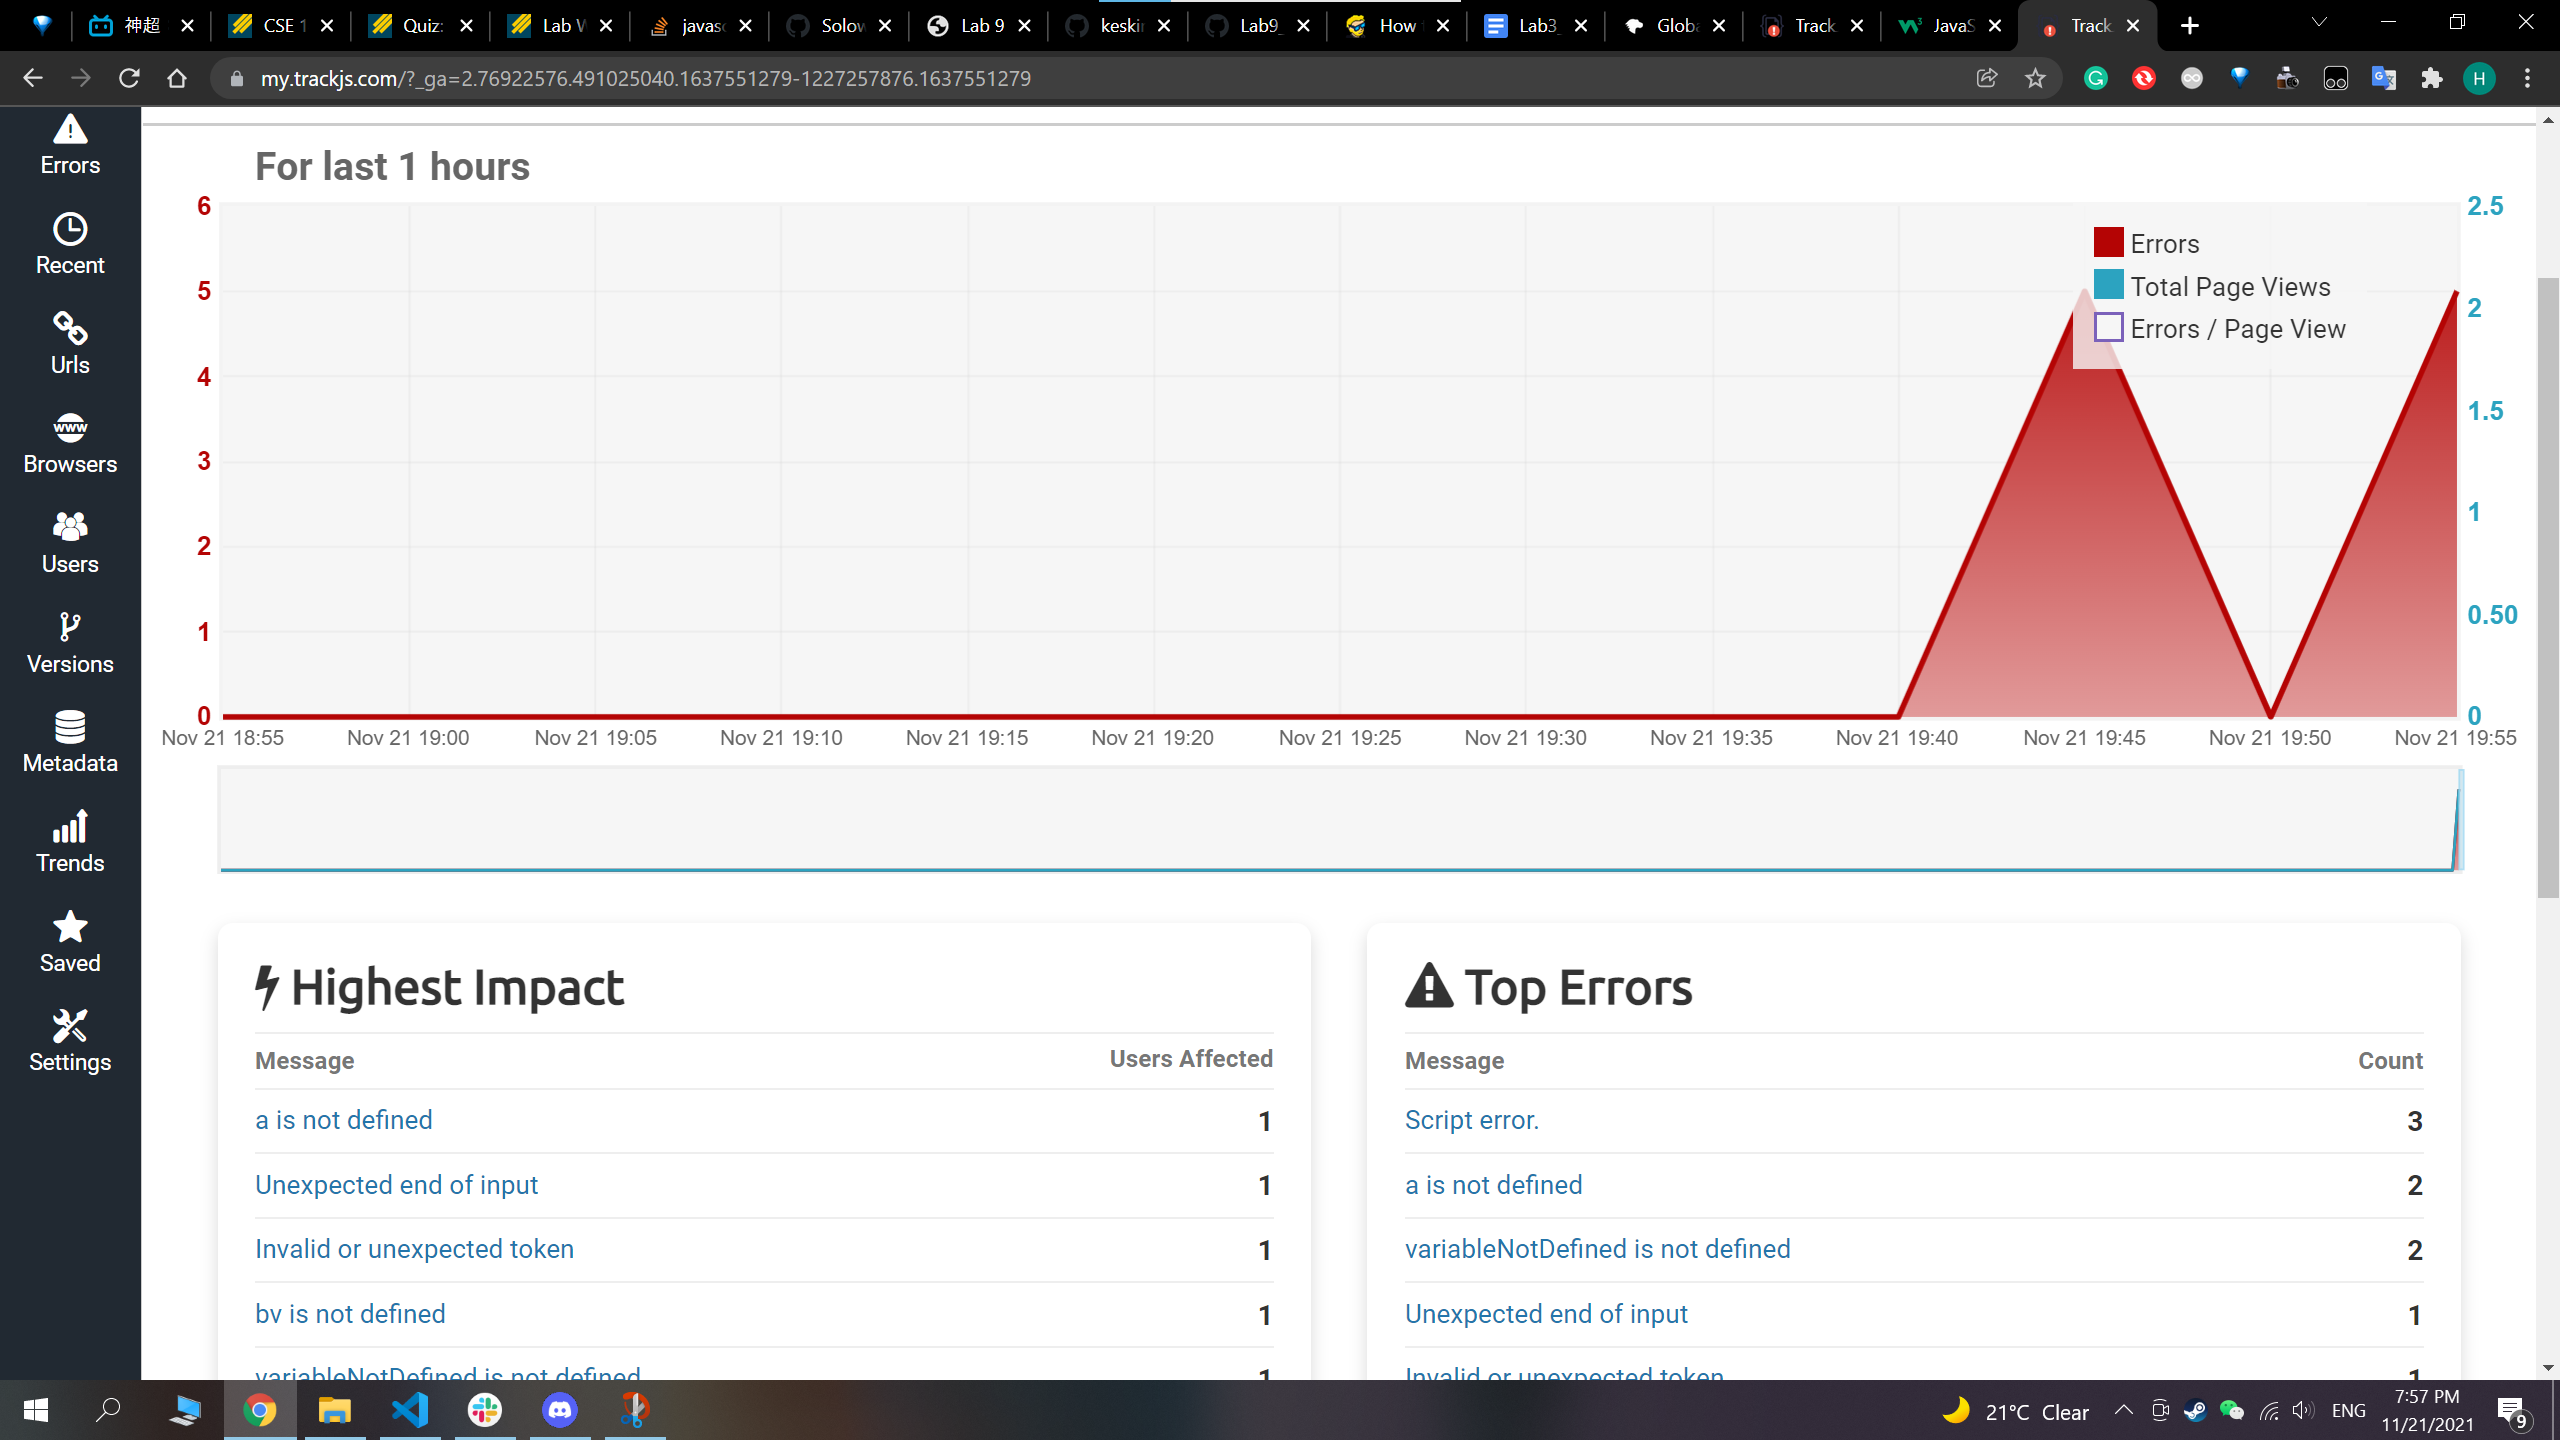 神超
CSE 1
Quiz:
Lab W
javasc
Solow
Lab 9
keskin
Lab9_
How
Lab3_
Globa
Track
JavaS
Track
my.trackjs.com/?_ga=2.76922576.491025040.1637551279-1227257876.1637551279
H
Errors
Recent
Urls
www
Browsers
Users
Versions
Metadata
Trends
Saved
Settings
For last 1 hours
6
5
4
3
2
1
0
2.5
2
1.5
1
0.50
0
Errors
Total Page Views
Errors / Page View
Nov 21 18:55 Nov 21 19:00 Nov 21 19:05 Nov 21 19:10 Nov 21 19:15 Nov 21 19:20 Nov 21 19:25 Nov 21 19:30 Nov 21 19:35 Nov 21 19:40 Nov 21 19:45 Nov 21 19:50 Nov 21 19:55
Highest Impact
Message Users Affected
a is not defined 1
Unexpected end of input 1
Invalid or unexpected token 1
bv is not defined 1
variableNotDefined is not defined 1
Top Errors
Message Count
Script error. 3
a is not defined 2
variableNotDefined is not defined 2
Unexpected end of input 1
Invalid or unexpected token 1
21°C Clear
ENG
7:57 PM
11/21/2021
9